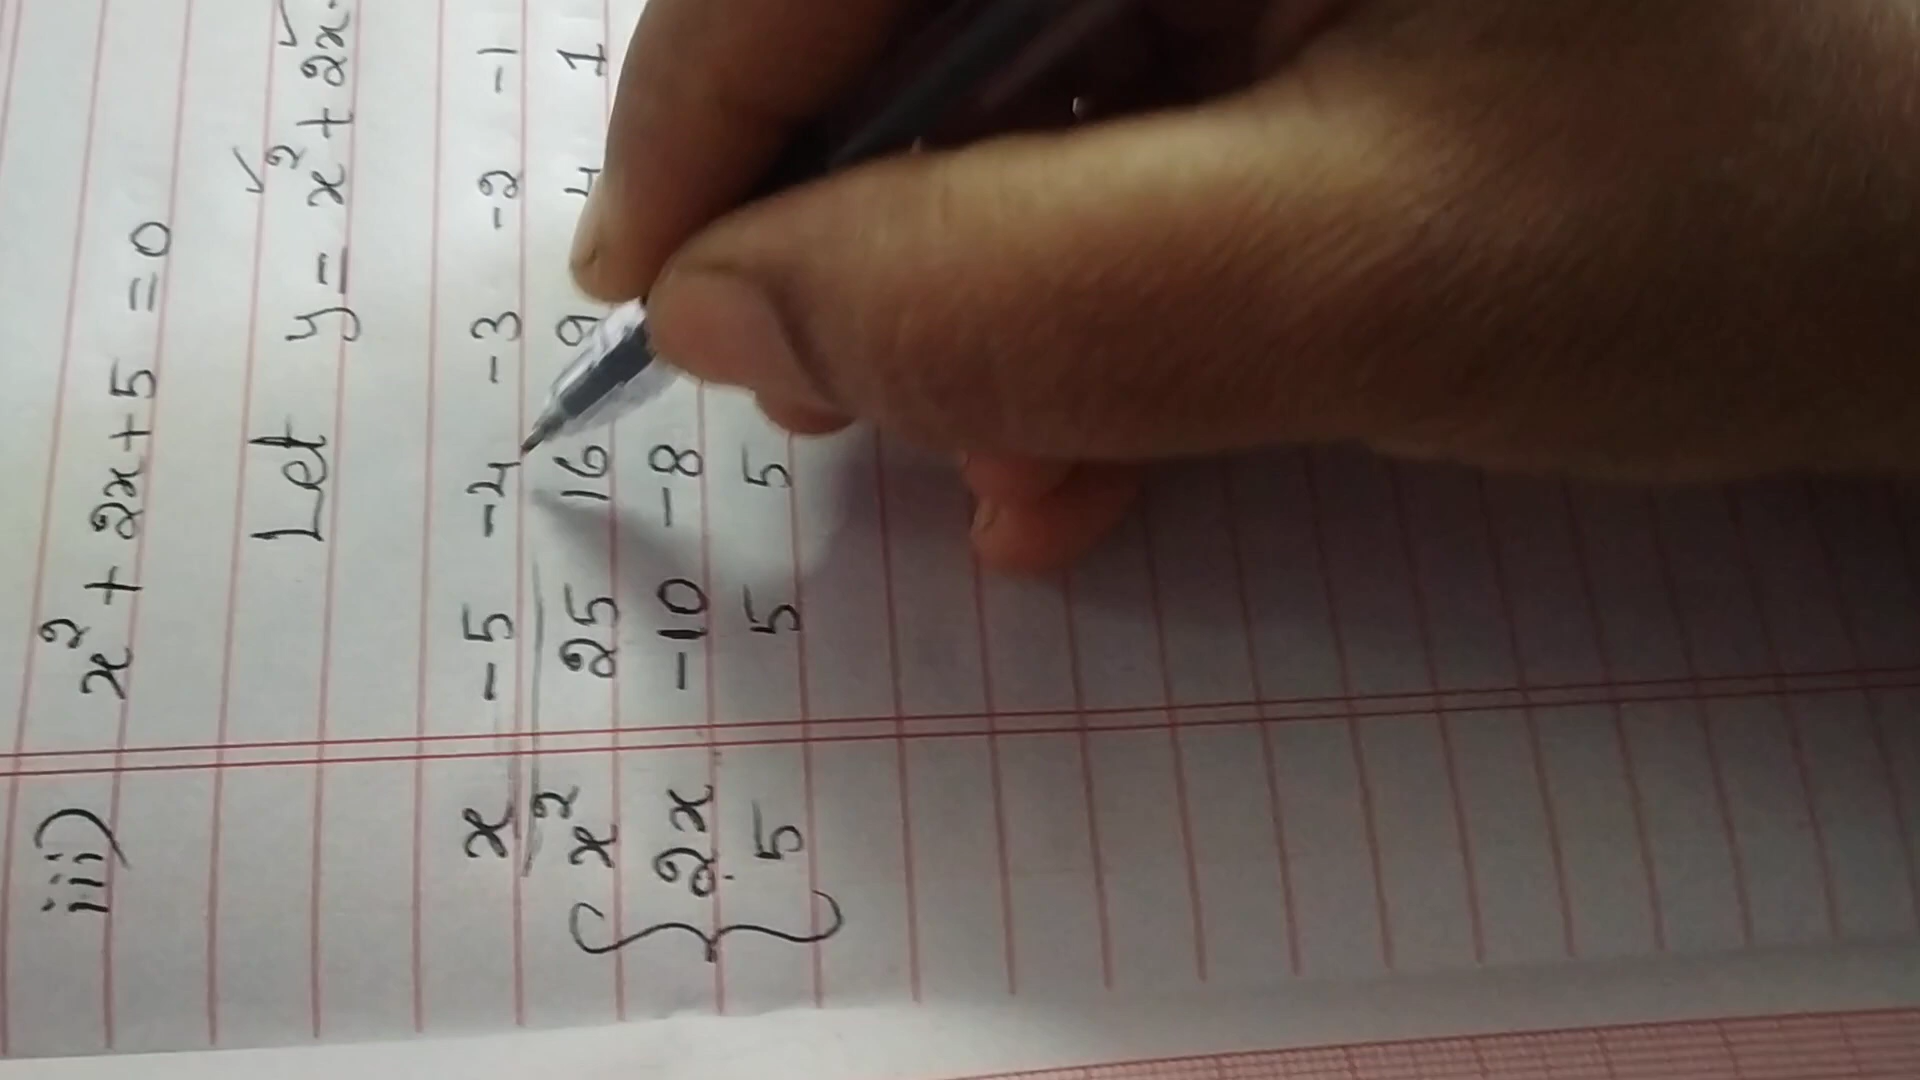 iii) x² + 2x + 5 = 0
Let y = x² + 2x
x -5 -4 -3 -2 -1
x² 25 16 9 4 1
2x -10 -8
5 5 5